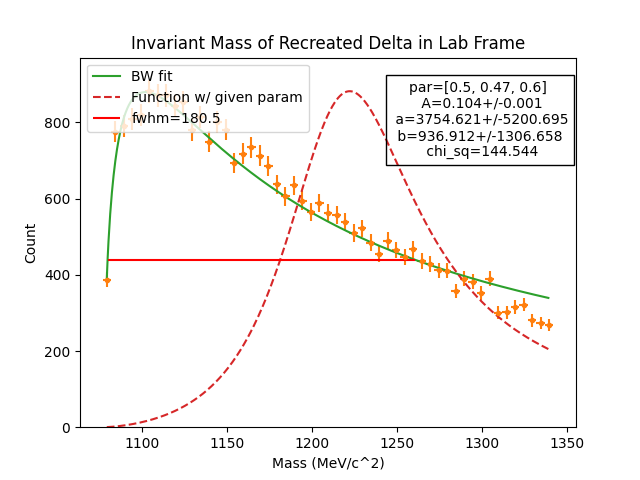 Invariant Mass of Recreated Delta in Lab Frame
BW fit
Function w/ given param
fwhm=180.5
par=[0.5, 0.47, 0.6]
A=0.104+/-0.001
a=3754.621+/-5200.695
b=936.912+/-1306.658
chi_sq=144.544
Count
800
600
400
200
0
1100 1150 1200 1250 1300 1350
Mass (MeV/c^2)